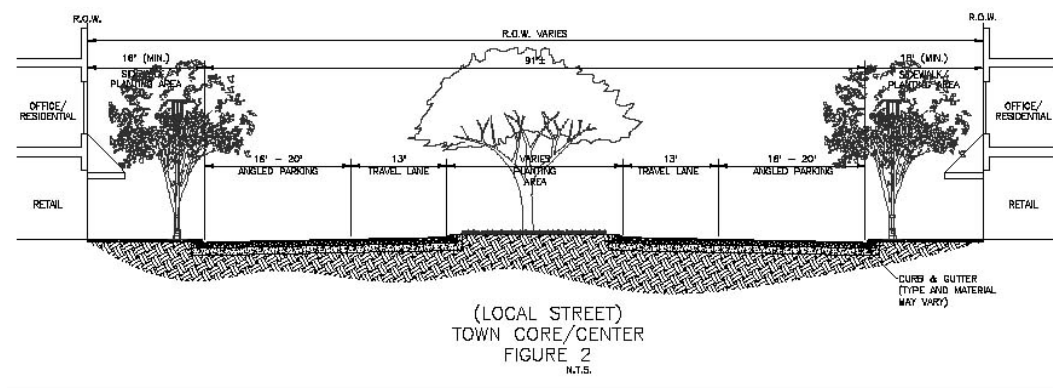 R.O.W.
R.O.W.
R.O.W. VARIES
16' (MIN.)
91'±
SIDEWALK/
PLANTING AREA
16' (MIN.)
SIDEWALK/
PLANTING AREA
OFFICE/
RESIDENTIAL
OFFICE/
RESIDENTIAL
16' - 20'
ANGLED PARKING
13'
TRAVEL LANE
VARIES
PLANTING
AREA
13'
TRAVEL LANE
16' - 20'
ANGLED PARKING
RETAIL
RETAIL
CURB & GUTTER
(TYPE AND MATERIAL
MAY VARY)
(LOCAL STREET)
TOWN CORE/CENTER
FIGURE 2
N.T.S.